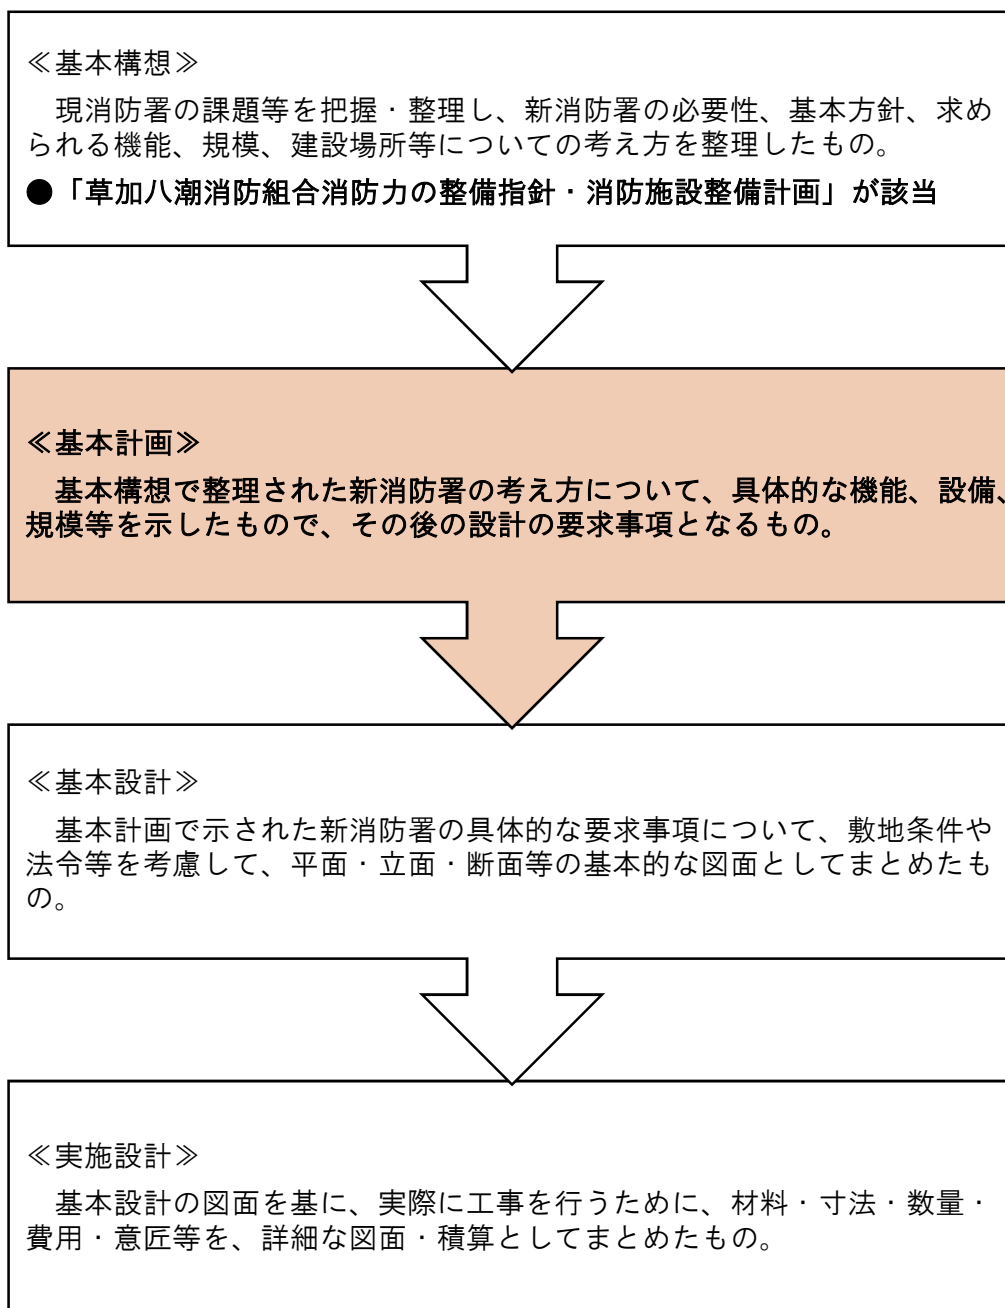 ≪基本構想≫
　現消防署の課題等を把握・整理し、新消防署の必要性、基本方針、求め
られる機能、規模、建設場所等についての考え方を整理したもの。
●「草加八潮消防組合消防力の整備指針・消防施設整備計画」が該当
≪基本計画≫
　基本構想で整理された新消防署の考え方について、具体的な機能、設備、
規模等を示したもので、その後の設計の要求事項となるもの。
≪基本設計≫
　基本計画で示された新消防署の具体的な要求事項について、敷地条件や
法令等を考慮して、平面・立面・断面等の基本的な図面としてまとめたも
の。
≪実施設計≫
　基本設計の図面を基に、実際に工事を行うために、材料・寸法・数量・
費用・意匠等を、詳細な図面・積算としてまとめたもの。